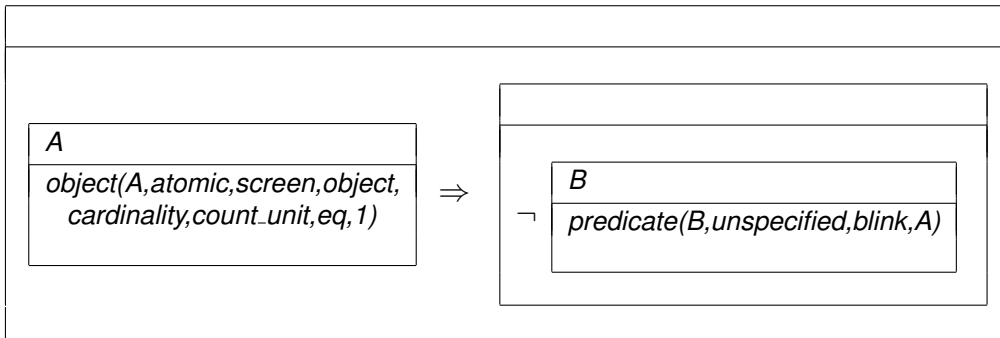 A
object(A,atomic,screen,object,
cardinality,count_unit,eq,1)
⇒
¬
B
predicate(B,unspecified,blink,A)